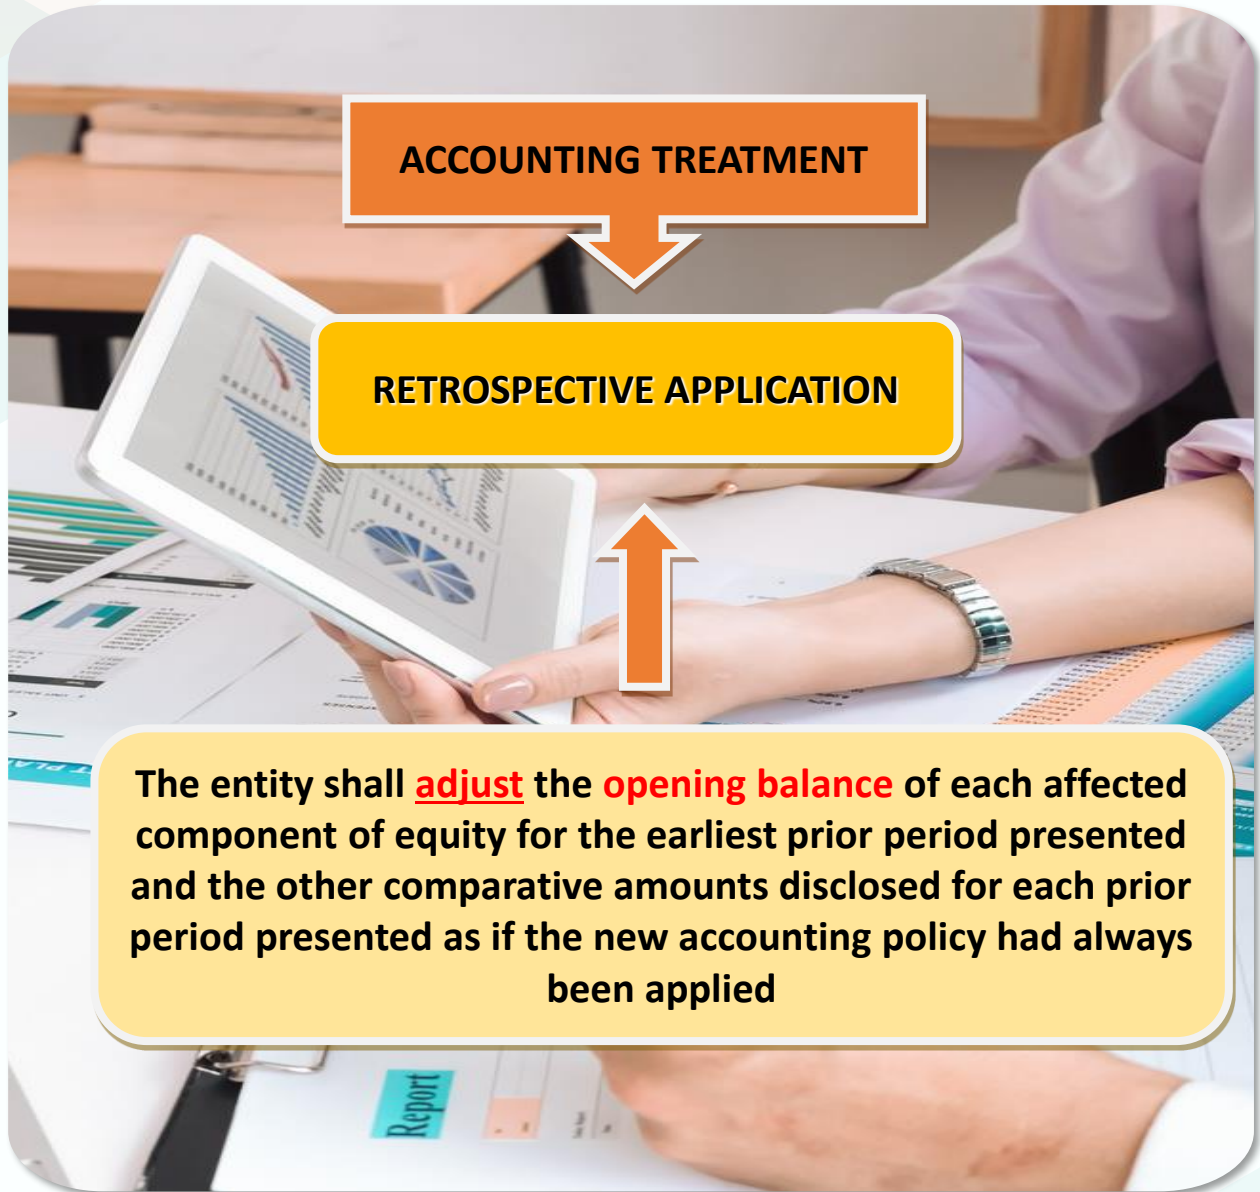 ACCOUNTING TREATMENT
RETROSPECTIVE APPLICATION
The entity shall adjust the opening balance of each affected
component of equity for the earliest prior period presented
and the other comparative amounts disclosed for each prior
period presented as if the new accounting policy had always
been applied
Report